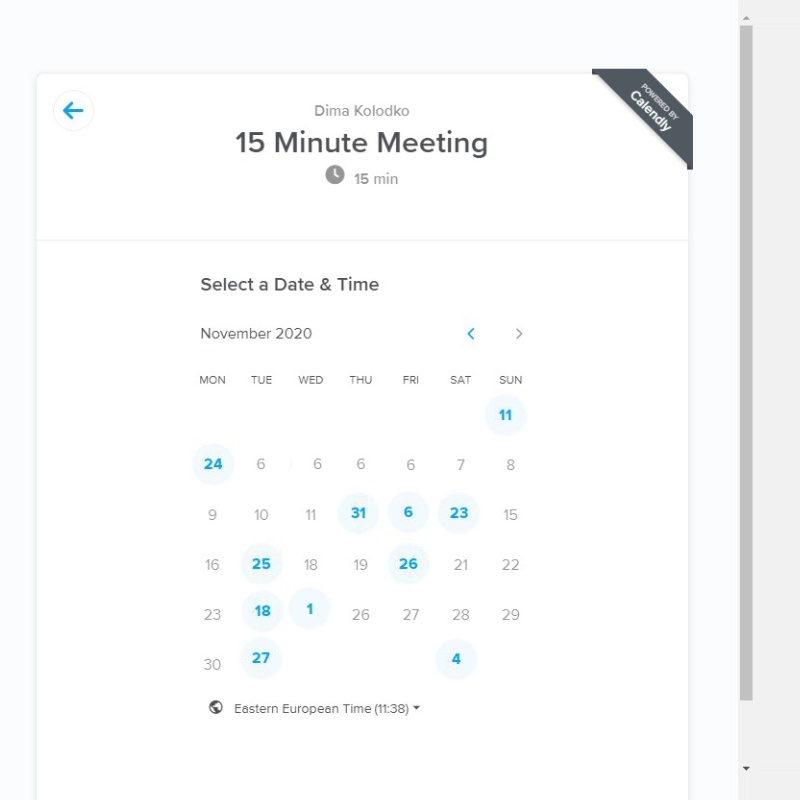 POWERED BY
Calendly
Dima Kolodko
15 Minute Meeting
15 min
Select a Date & Time
November 2020
MON TUE WED THU FRI SAT SUN
11
24 6 6 6 6 7 8
9 10 11 31 6 23 15
16 25 18 19 26 21 22
23 18 1 26 27 28 29
30 27 4
Eastern European Time (11:38)